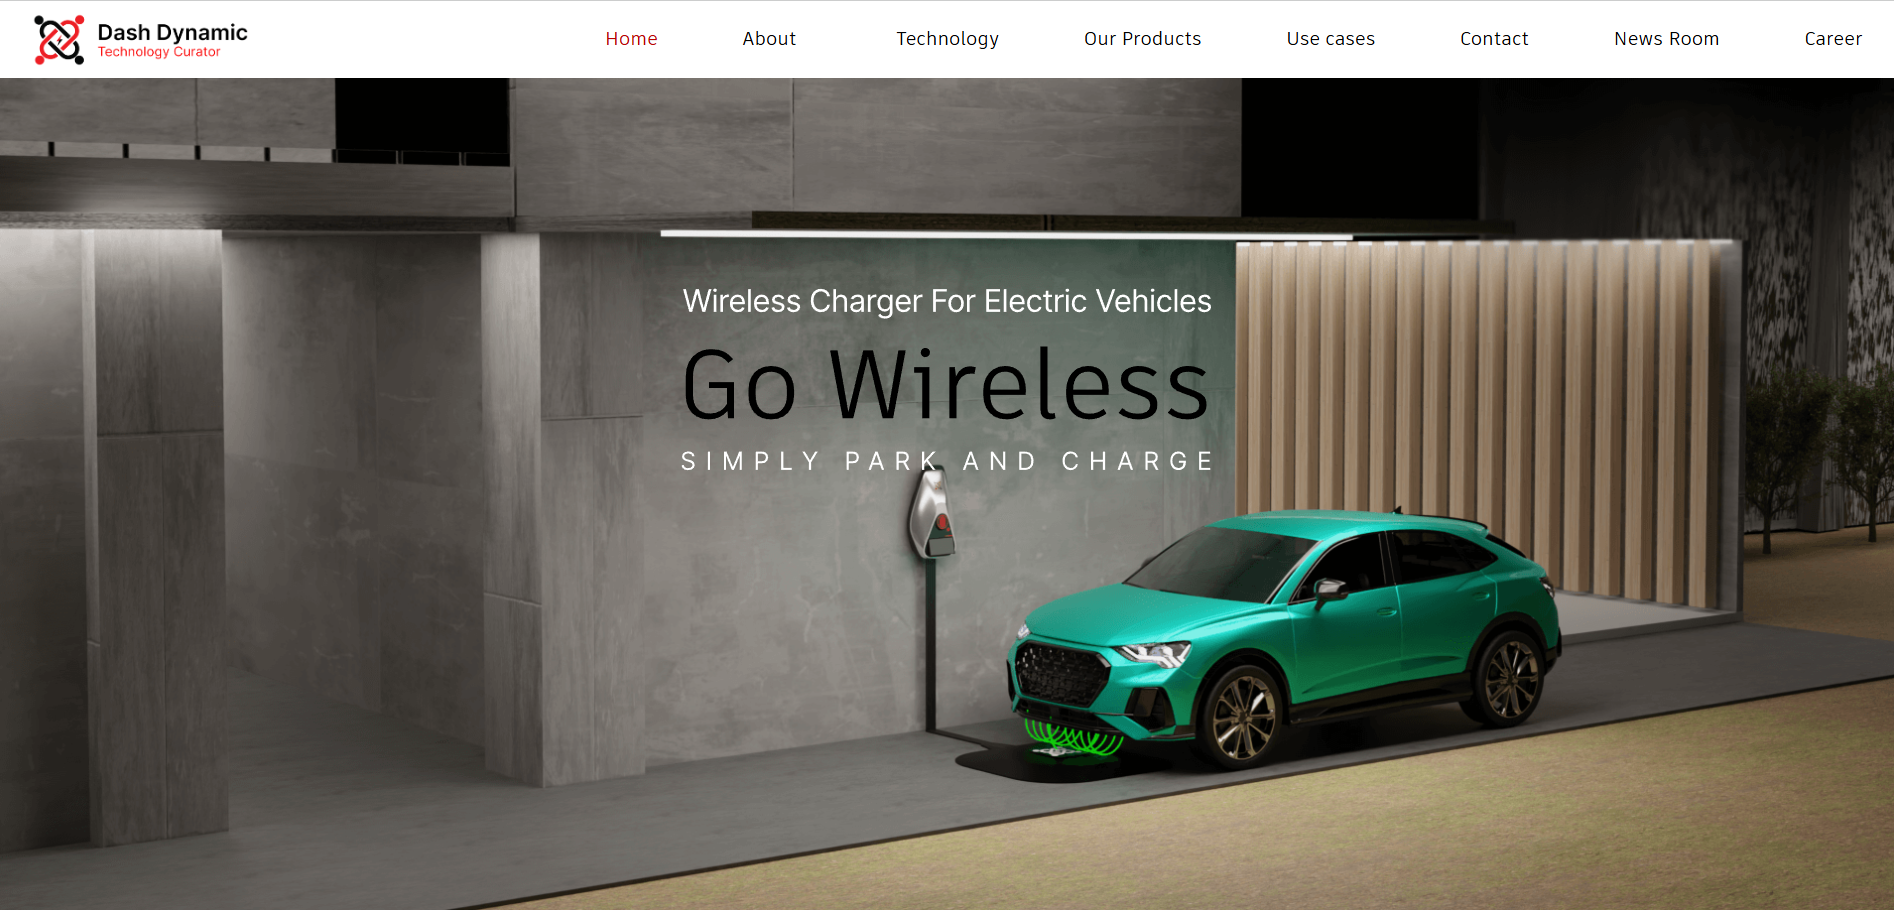 Dash Dynamic
Technology Curator
Home About Technology Our Products Use cases Contact News Room Career
Wireless Charger For Electric Vehicles
Go Wireless
SIMPLY PARK AND CHARGE